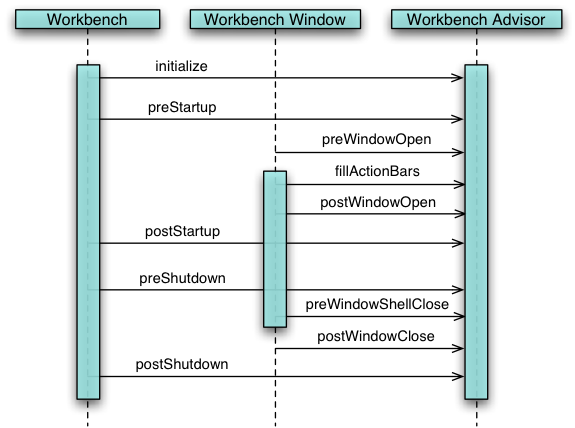 Workbench
Workbench Window
Workbench Advisor
initialize
preStartup
preWindowOpen
fillActionBars
postWindowOpen
postStartup
preShutdown
preWindowShellClose
postWindowClose
postShutdown